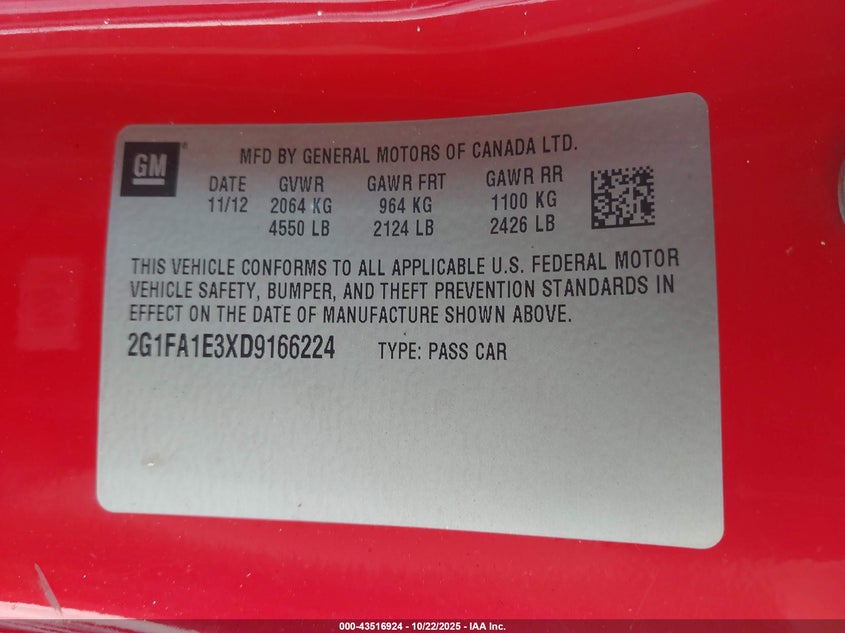 GM
MFD BY GENERAL MOTORS OF CANADA LTD.
DATE GVWR GAWR FRT GAWR RR
11/12 2064 KG 964 KG 1100 KG
4550 LB 2124 LB 2426 LB
THIS VEHICLE CONFORMS TO ALL APPLICABLE U.S. FEDERAL MOTOR
VEHICLE SAFETY, BUMPER, AND THEFT PREVENTION STANDARDS IN
EFFECT ON THE DATE OF MANUFACTURE SHOWN ABOVE.
2G1FA1E3XD9166224 TYPE: PASS CAR
000-43516924 - 10/22/2025 - IAA Inc.